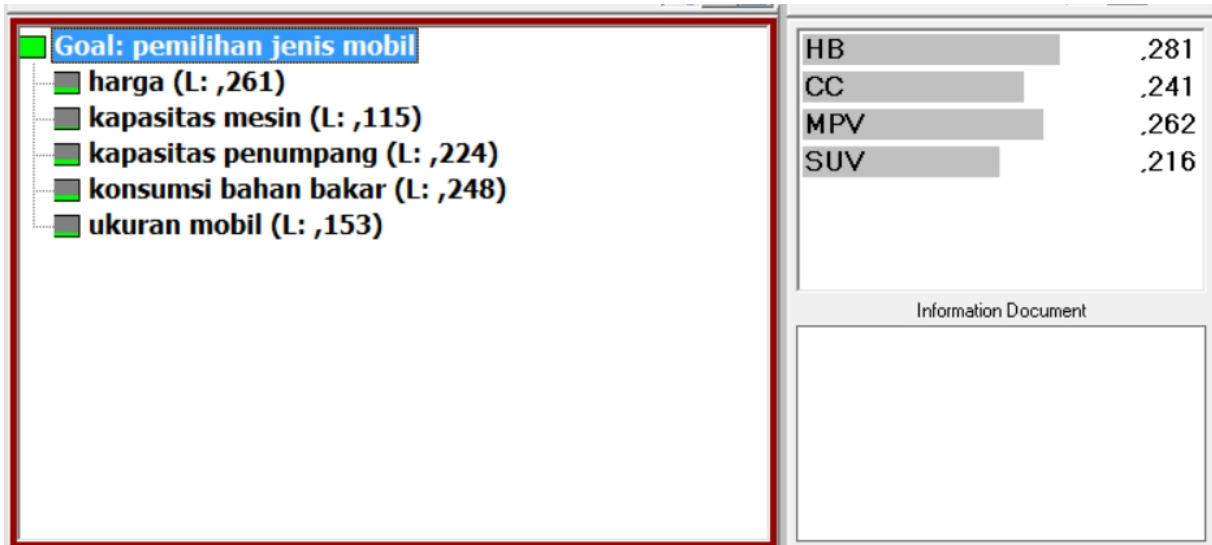 Goal: pemilihan jenis mobil
harga (L: ,261)
kapasitas mesin (L: ,115)
kapasitas penumpang (L: ,224)
konsumsi bahan bakar (L: ,248)
ukuran mobil (L: ,153)
HB ,281
CC ,241
MPV ,262
SUV ,216
Information Document